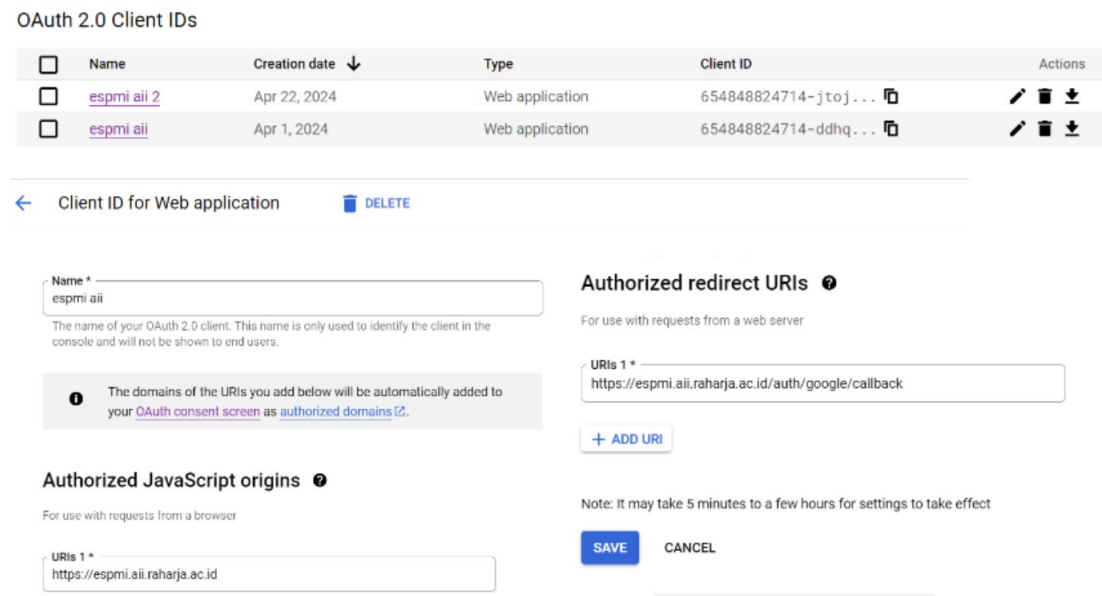 OAuth 2.0 Client IDs
Name Creation date Type Client ID Actions
espmi aii 2 Apr 22, 2024 Web application 654848824714-jtoj...
espmi aii Apr 1, 2024 Web application 654848824714-ddhq...
Client ID for Web application DELETE
Name *
espmi aii
The name of your OAuth 2.0 client. This name is only used to identify the client in the
console and will not be shown to end users.
The domains of the URIs you add below will be automatically added to
your OAuth consent screen as authorized domains.
Authorized JavaScript origins
For use with requests from a browser
URIs 1 *
https://espmi.aii.raharja.ac.id
Authorized redirect URIs
For use with requests from a web server
URIs 1 *
https://espmi.aii.raharja.ac.id/auth/google/callback
+ ADD URI
Note: It may take 5 minutes to a few hours for settings to take effect
SAVE CANCEL